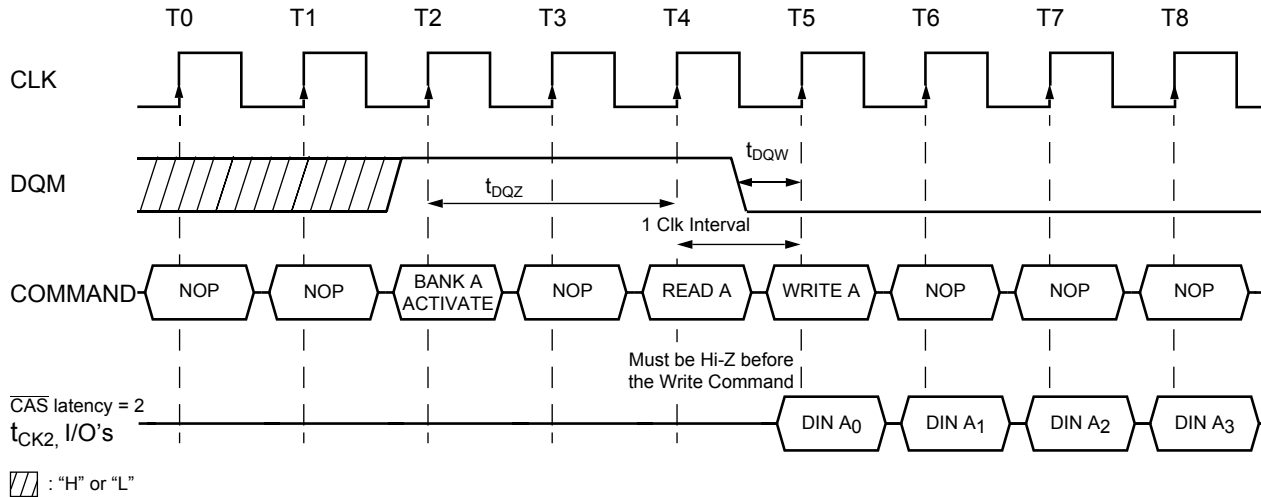 T0 T1 T2 T3 T4 T5 T6 T7 T8
CLK
DQM
tDQW
tDQZ
1 Clk Interval
COMMAND
NOP NOP BANK A ACTIVATE NOP READ A WRITE A NOP NOP NOP
Must be Hi-Z before
the Write Command
CAS latency = 2
tCK2, I/O's
DIN A0 DIN A1 DIN A2 DIN A3
: “H” or “L”